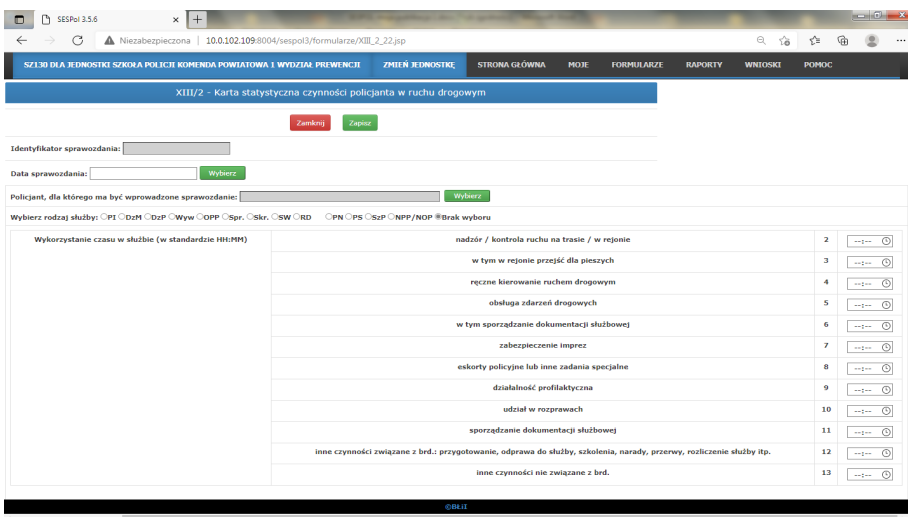 SESPol 3.5.6
Niezabezpieczona | 10.0.102.109:8004/sespol3/formularze/XIII_2_22.jsp
SZ130 DLA JEDNOSTKI SZKOŁA POLICJI KOMENDA POWIATOWA 1 WYDZIAŁ PREWENCJI ZMIEŃ JEDNOSTKĘ STRONA GŁÓWNA MOJE FORMULARZE RAPORTY WNIOSKI POMOC
XIII/2 - Karta statystyczna czynności policjanta w ruchu drogowym
Zamknij Zapisz
Identyfikator sprawozdania:
Data sprawozdania: Wybierz
Policjant, dla którego ma być wprowadzone sprawozdanie: Wybierz
Wybierz rodzaj służby: PI DzM DzP Wyw OPP Spr. Skr. SW RD PN PS SzP NPP/NOP Brak wyboru
Wykorzystanie czasu w służbie (w standardzie HH:MM) nadzór / kontrola ruchu na trasie / w rejonie 2 --:--
w tym w rejonie przejść dla pieszych 3 --:--
ręczne kierowanie ruchem drogowym 4 --:--
obsługa zdarzeń drogowych 5 --:--
w tym sporządzanie dokumentacji służbowej 6 --:--
zabezpieczenie imprez 7 --:--
eskorty policyjne lub inne zadania specjalne 8 --:--
działalność profilaktyczna 9 --:--
udział w rozprawach 10 --:--
sporządzanie dokumentacji służbowej 11 --:--
inne czynności związane z brd.: przygotowanie, odprawa do służby, szkolenia, narady, przerwy, rozliczenie służby itp. 12 --:--
inne czynności nie związane z brd. 13 --:--
©BŁiI